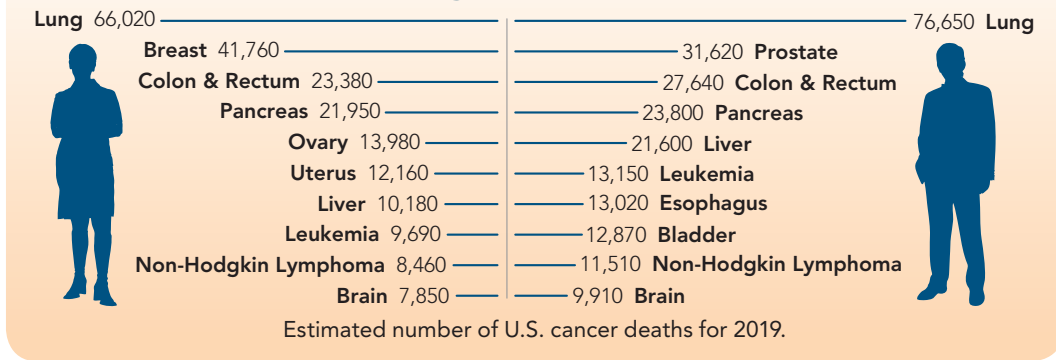 Lung 66,020 76,650 Lung
Breast 41,760 31,620 Prostate
Colon & Rectum 23,380 27,640 Colon & Rectum
Pancreas 21,950 23,800 Pancreas
Ovary 13,980 21,600 Liver
Uterus 12,160 13,150 Leukemia
Liver 10,180 13,020 Esophagus
Leukemia 9,690 12,870 Bladder
Non-Hodgkin Lymphoma 8,460 11,510 Non-Hodgkin Lymphoma
Brain 7,850 9,910 Brain
Estimated number of U.S. cancer deaths for 2019.